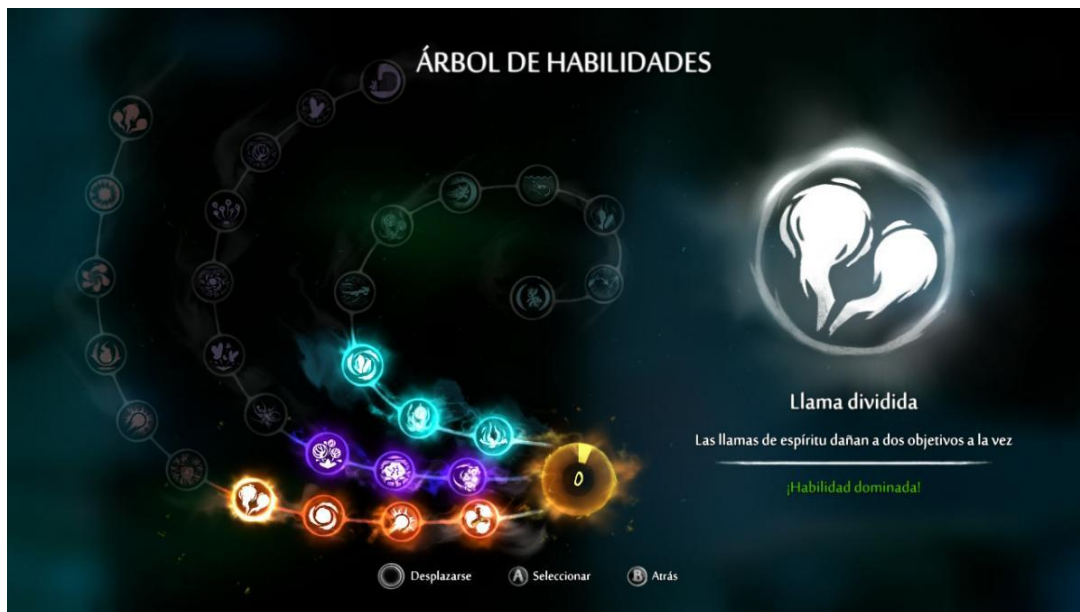 ÁRBOL DE HABILIDADES
Llama dividida
Las llamas de espíritu dañan a dos objetivos a la vez
¡Habilidad dominada!
0
Desplazarse
A Seleccionar
B Atrás